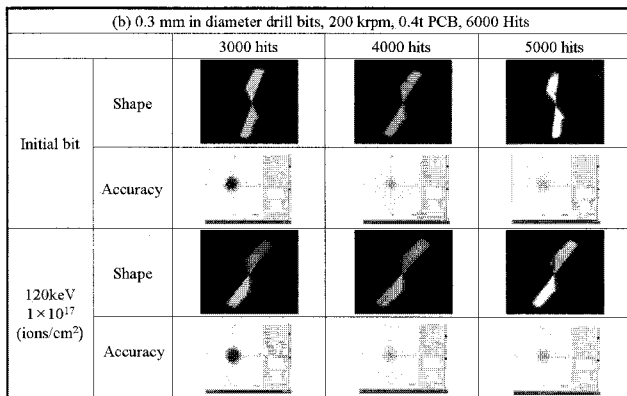 (b) 0.3 mm in diameter drill bits, 200 krpm, 0.4t PCB, 6000 Hits
3000 hits
4000 hits
5000 hits
Initial bit
Shape
Accuracy
120keV
1×10¹⁷
(ions/cm²)
Shape
Accuracy